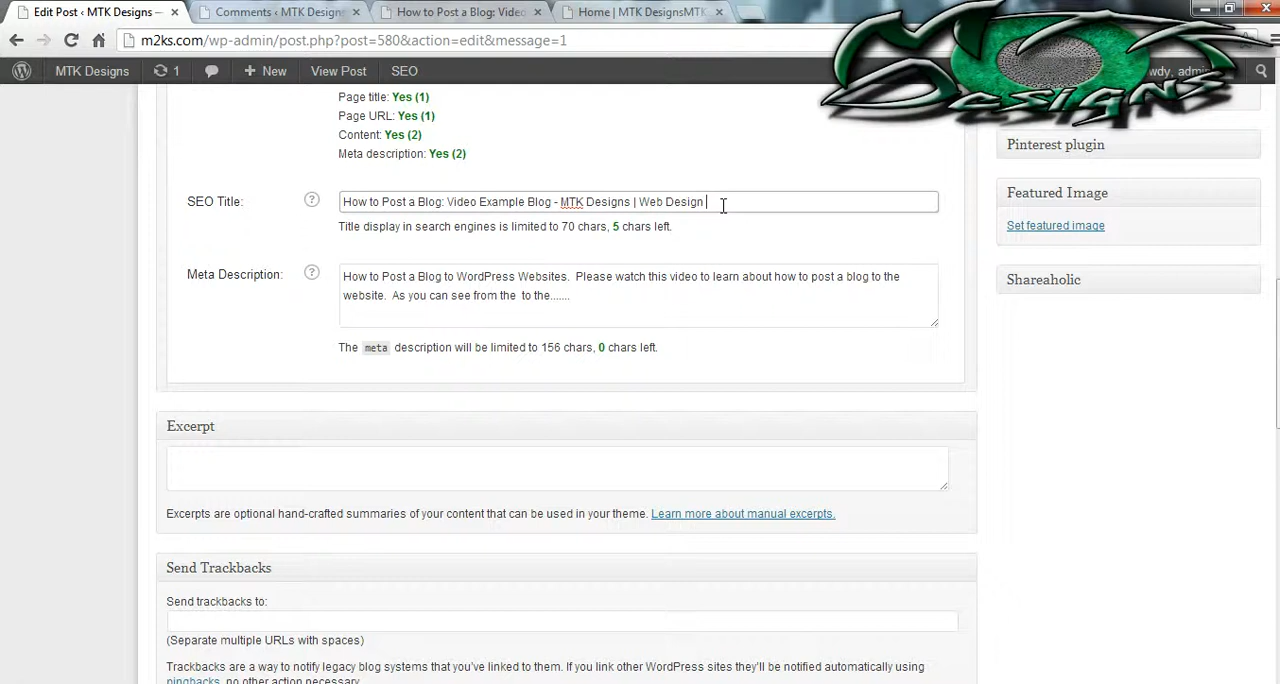 Edit Post ‹ MTK Designs —
Comments ‹ MTK Design
How to Post a Blog: Video
Home | MTK DesignsMTK
m2ks.com/wp-admin/post.php?post=580&action=edit&message=1
MTK Designs 1 + New View Post SEO wdy, admin
MTK
Designs
Page title: Yes (1)
Page URL: Yes (1)
Content: Yes (2)
Meta description: Yes (2)
SEO Title: ? How to Post a Blog: Video Example Blog - MTK Designs | Web Design
Title display in search engines is limited to 70 chars, 5 chars left.
Meta Description: ? How to Post a Blog to WordPress Websites. Please watch this video to learn about how to post a blog to the
website. As you can see from the to the.......
The meta description will be limited to 156 chars, 0 chars left.
Pinterest plugin
Featured Image
Set featured image
Shareaholic
Excerpt
Excerpts are optional hand-crafted summaries of your content that can be used in your theme. Learn more about manual excerpts.
Send Trackbacks
Send trackbacks to:
(Separate multiple URLs with spaces)
Trackbacks are a way to notify legacy blog systems that you've linked to them. If you link other WordPress sites they'll be notified automatically using
pingbacks, no other action necessary.